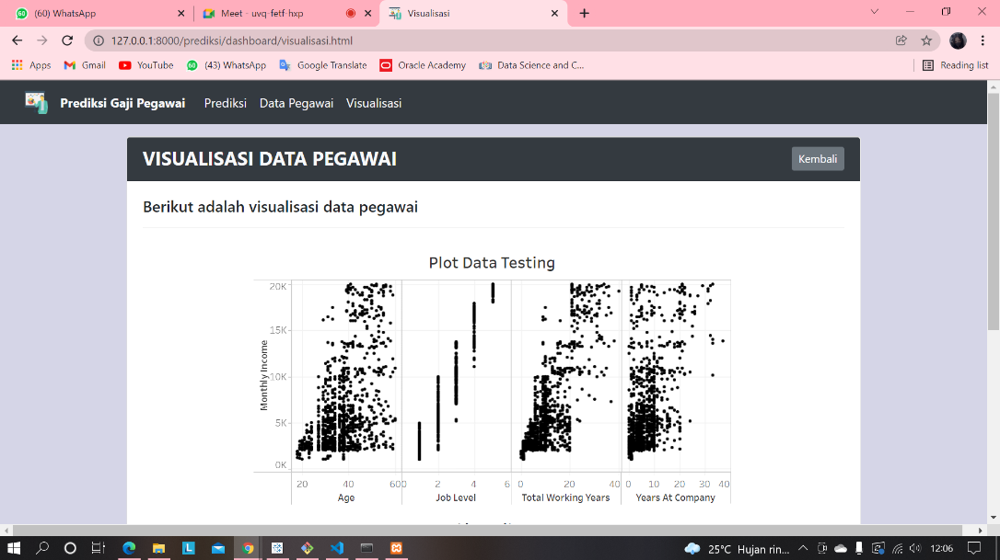 (60) WhatsApp
Meet - uvq-fetf-hxp
Visualisasi
127.0.0.1:8000/prediksi/dashboard/visualisasi.html
Apps
Gmail
YouTube
(43) WhatsApp
Google Translate
Oracle Academy
Data Science and C...
Reading list
Prediksi Gaji Pegawai
Prediksi
Data Pegawai
Visualisasi
VISUALISASI DATA PEGAWAI
Kembali
Berikut adalah visualisasi data pegawai
Plot Data Testing
Monthly Income
20K
15K
10K
5K
0K
20 40 60
0 2 4 6
0 20 40
0 10 20 30 40
Age
Job Level
Total Working Years
Years At Company
25°C Hujan rin...
12:06